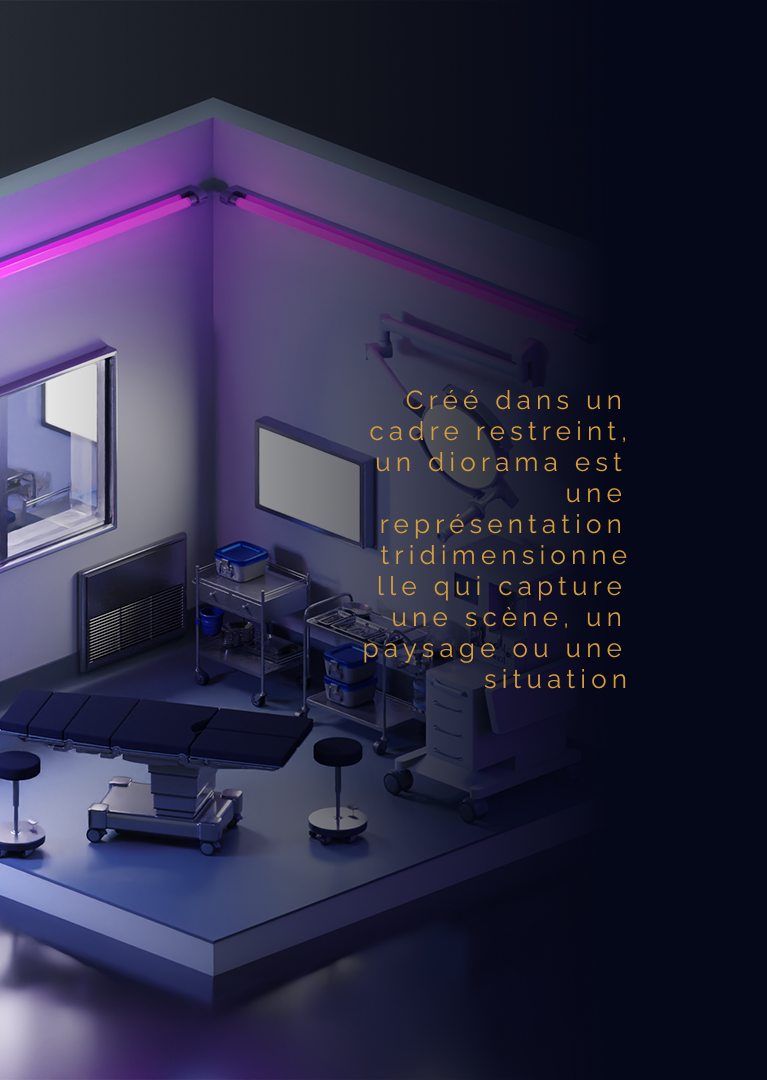 Créé dans un
cadre restreint,
un diorama est
une
représentation
tridimensionne
lle qui capture
une scène, un
paysage ou une
situation